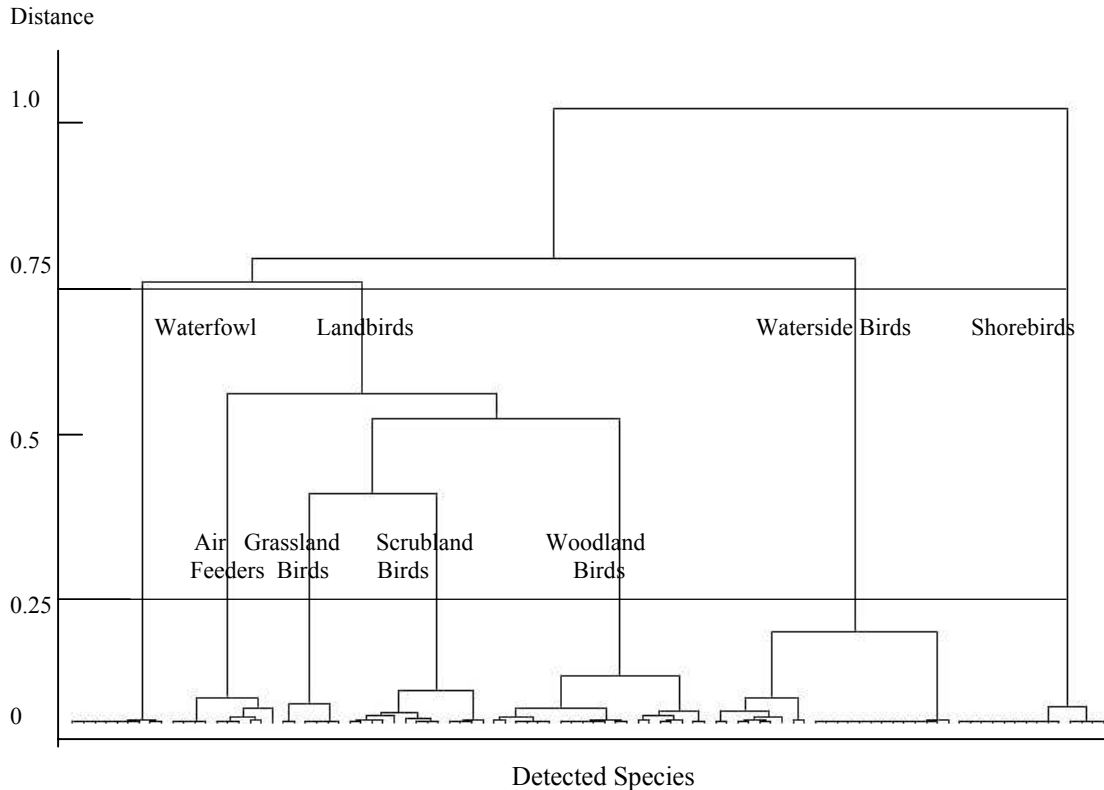 Distance
1.0
0.75
Waterfowl Landbirds Waterside Birds Shorebirds
0.5
Air Grassland Scrubland Woodland
Feeders Birds Birds Birds
0.25
0
Detected Species